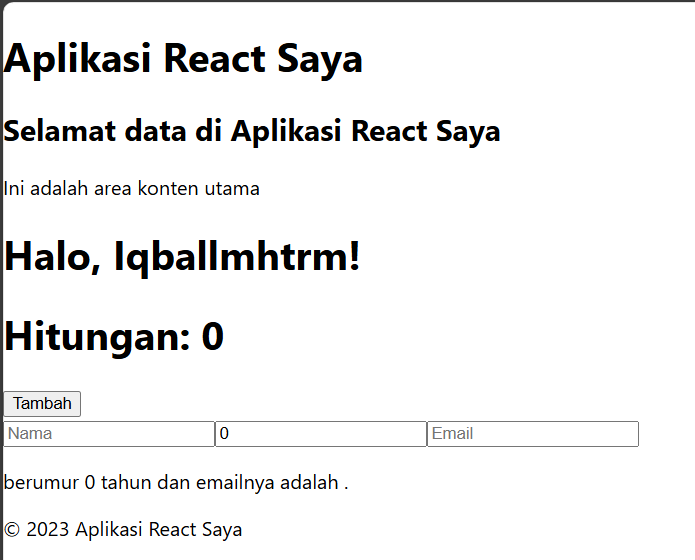 Aplikasi React Saya
Selamat data di Aplikasi React Saya
Ini adalah area konten utama
Halo, Iqballmhtrm!
Hitungan: 0
Tambah
Nama 0 Email
berumur 0 tahun dan emailnya adalah .
© 2023 Aplikasi React Saya